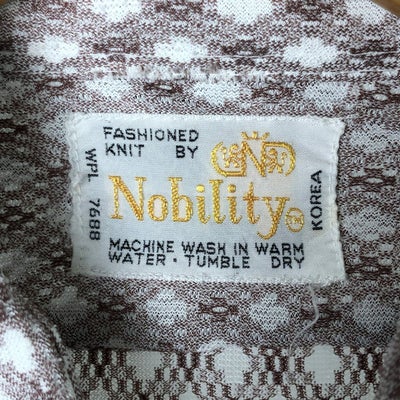 FASHIONED
KNIT BY
N
Nobility
WPL 7688
KOREA
MACHINE WASH IN WARM
WATER · TUMBLE DRY